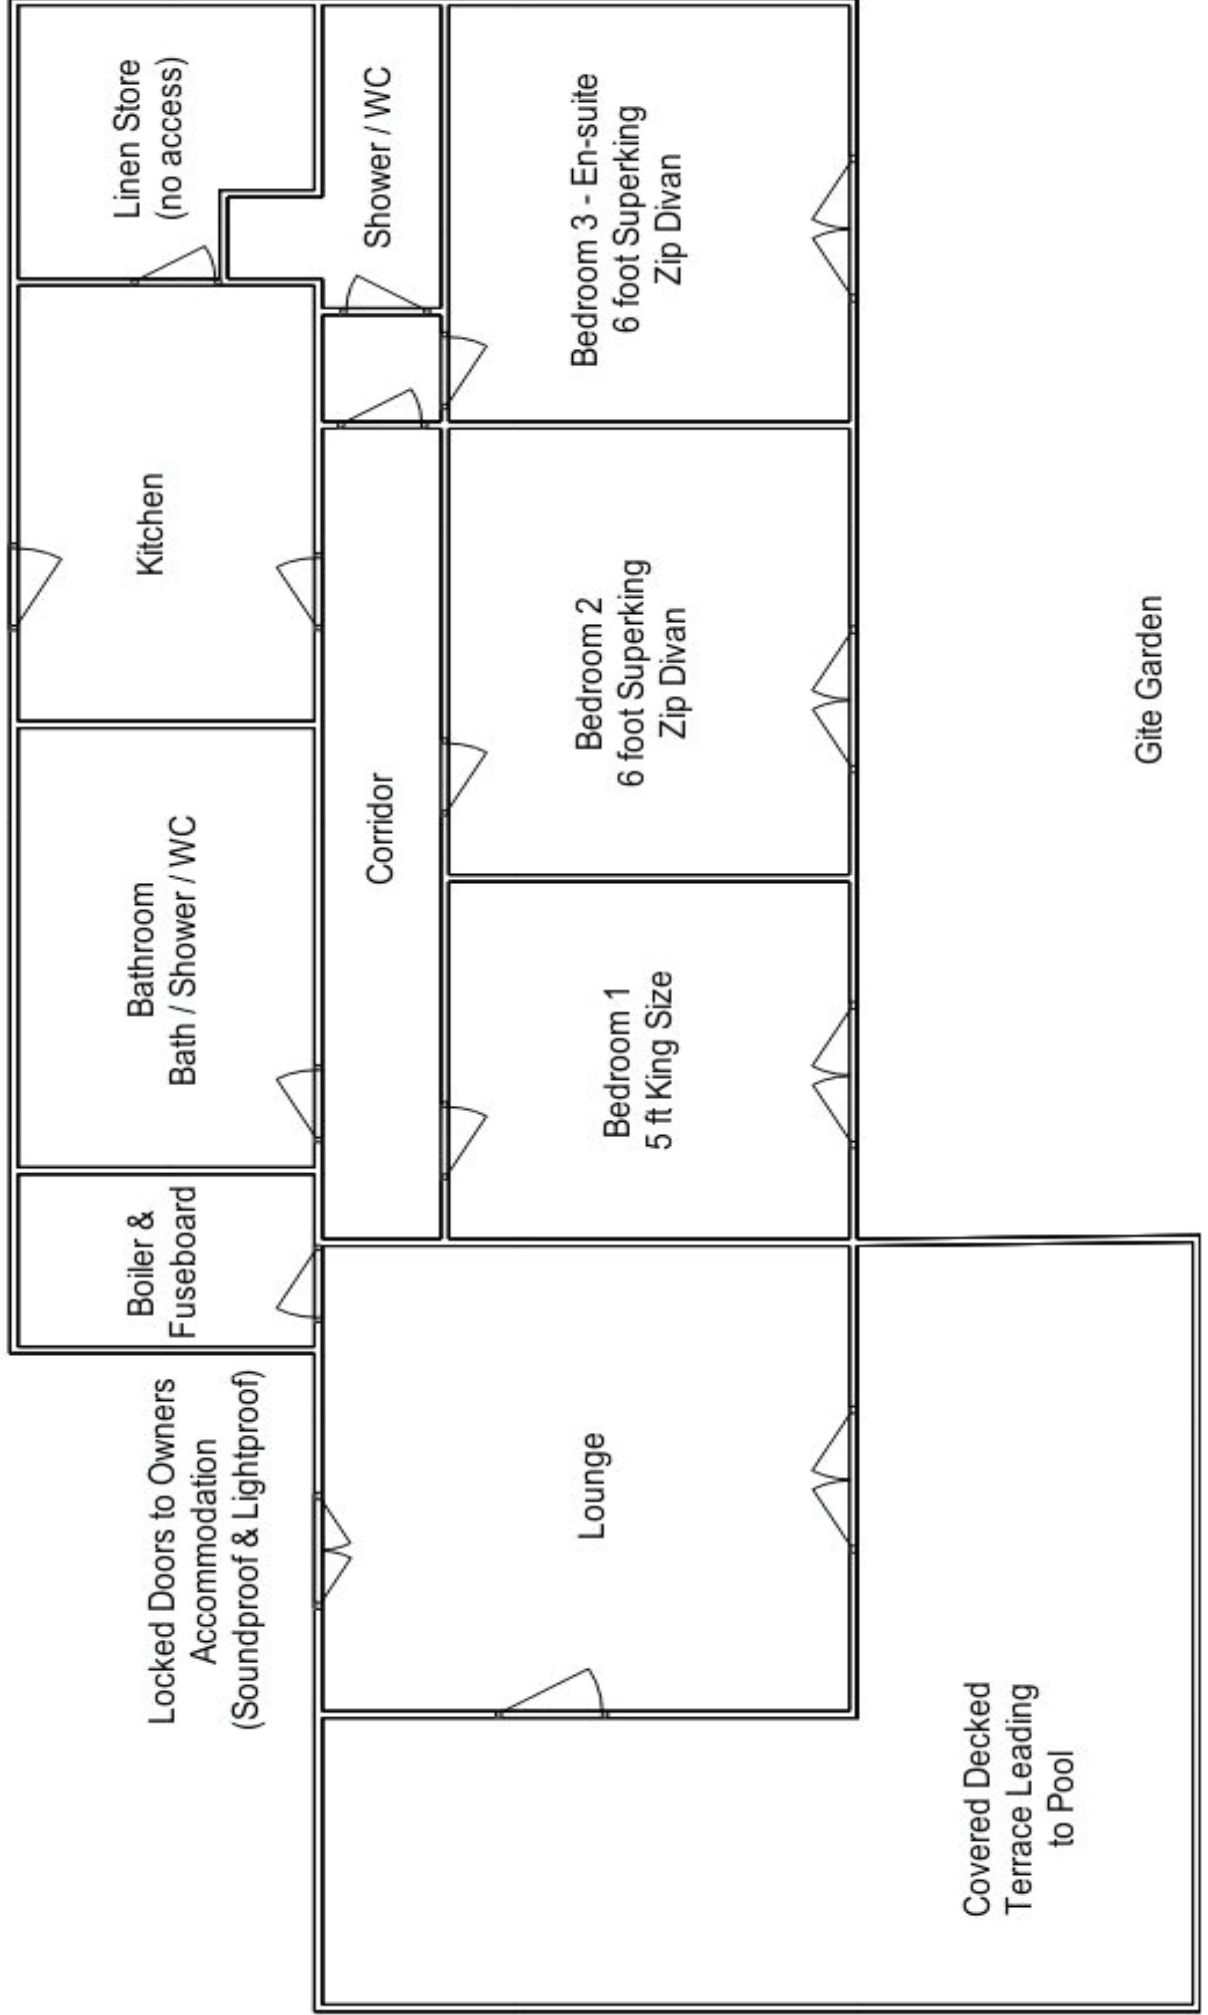 Locked Doors to Owners
Accommodation
(Soundproof & Lightproof)
Boiler &
Fuseboard
Bathroom
Bath / Shower / WC
Kitchen
Linen Store
(no access)
Corridor
Shower / WC
Lounge
Bedroom 1
5 ft King Size
Bedroom 2
6 foot Superking
Zip Divan
Bedroom 3 - En-suite
6 foot Superking
Zip Divan
Covered Decked
Terrace Leading
to Pool
Gite Garden